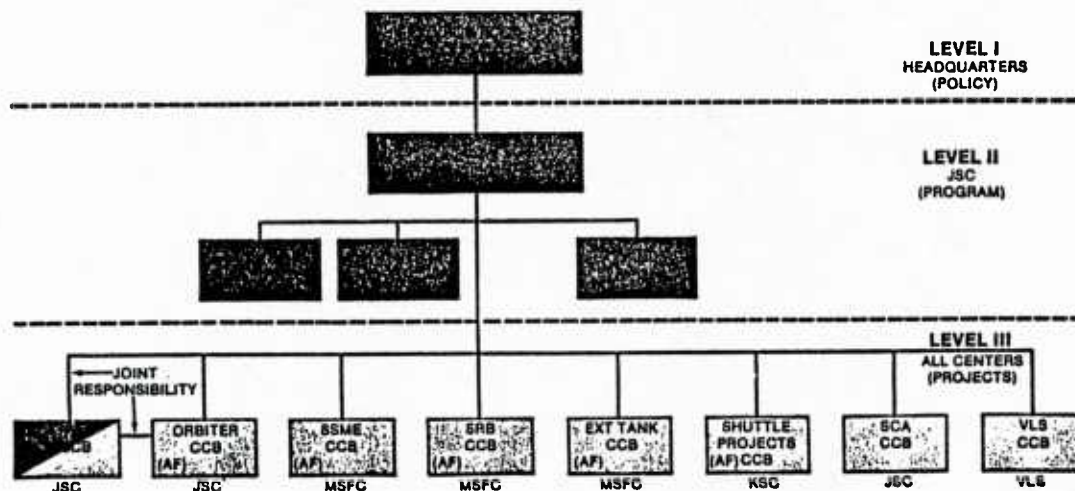 LEVEL I
HEADQUARTERS
(POLICY)
LEVEL II
JSC
(PROGRAM)
LEVEL III
ALL CENTERS
(PROJECTS)
JOINT
RESPONSIBILITY
CCB
JSC
ORBITER
CCB
(AF)
JSC
SSME
CCB
(AF)
MSFC
SRB
CCB
(AF)
MSFC
EXT TANK
CCB
(AF)
MSFC
SHUTTLE
PROJECTS
(AF) CCB
KSC
SCA
CCB
JSC
VLS
CCB
VLS